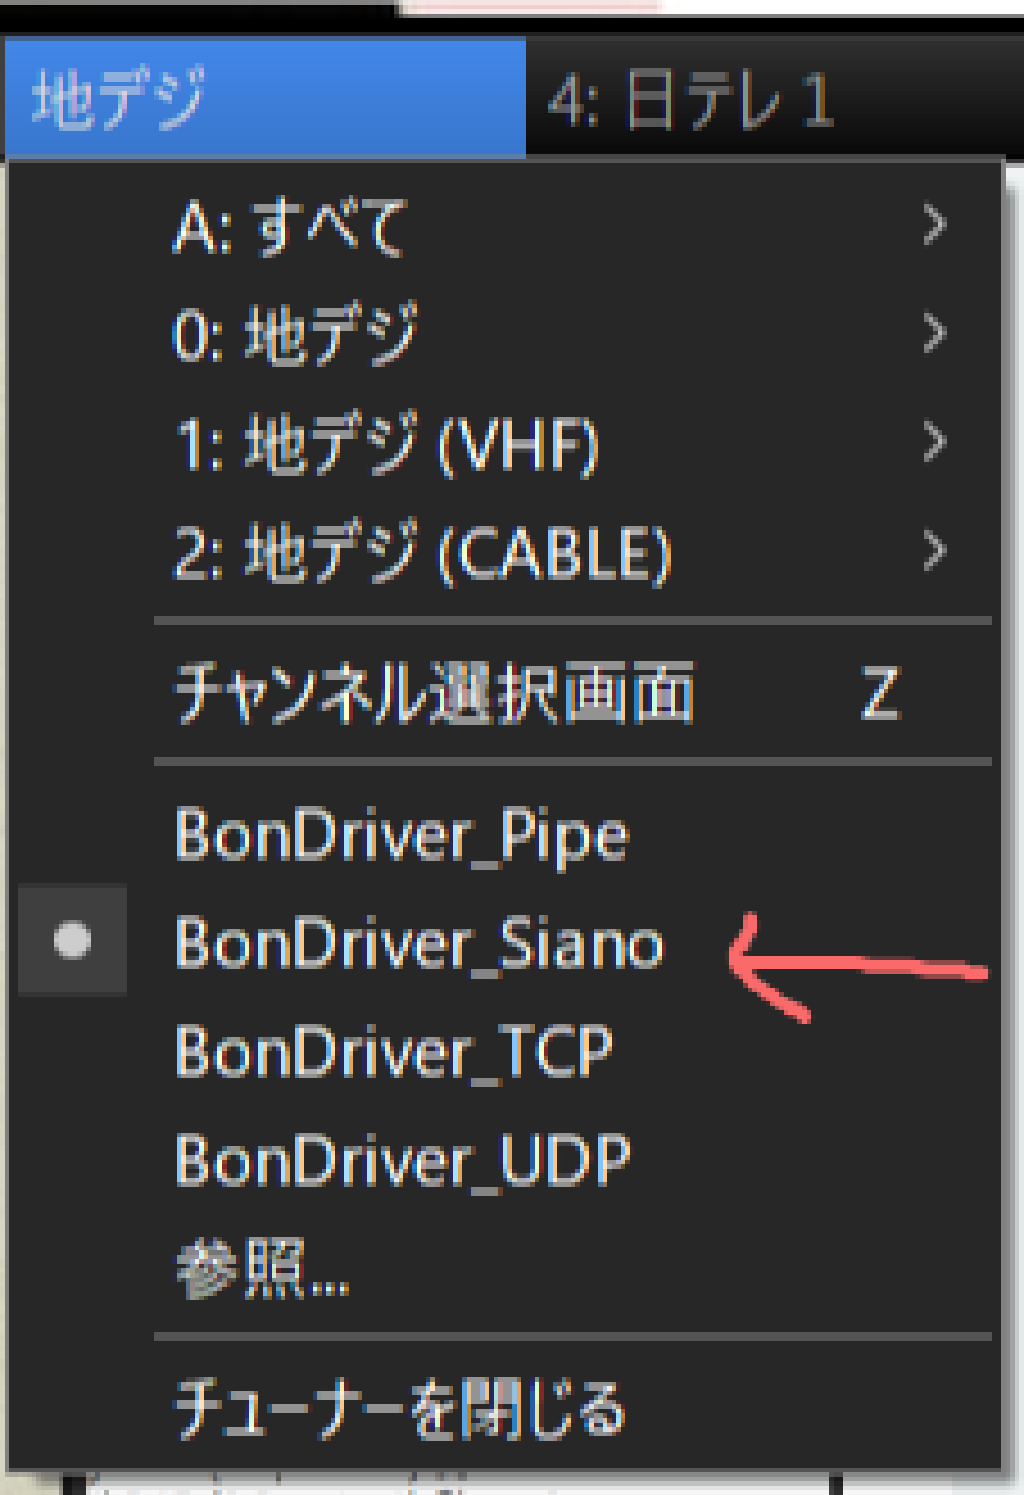 地デジ 4: 日テレ 1
A: すべて
0: 地デジ
1: 地デジ (VHF)
2: 地デジ (CABLE)
チャンネル選択画面 Z
BonDriver_Pipe
BonDriver_Siano
BonDriver_TCP
BonDriver_UDP
参照...
チューナーを閉じる